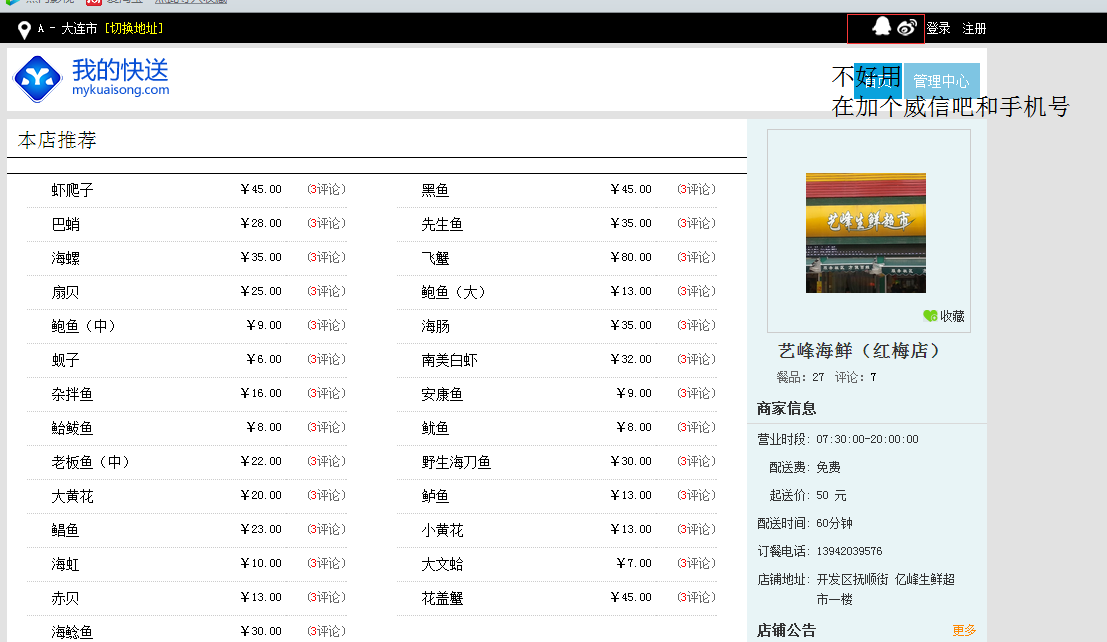 A - 大连市 [切换地址]
登录 注册
我的快送
mykuaisong.com
首页 管理中心
不好用
在加个威信吧和手机号
本店推荐
虾爬子 ￥45.00 (3评论) 黑鱼 ￥45.00 (3评论)
巴蛸 ￥28.00 (3评论) 先生鱼 ￥35.00 (3评论)
海螺 ￥35.00 (3评论) 飞蟹 ￥80.00 (3评论)
扇贝 ￥25.00 (3评论) 鲍鱼（大） ￥13.00 (3评论)
鲍鱼（中） ￥9.00 (3评论) 海肠 ￥35.00 (3评论)
蚬子 ￥6.00 (3评论) 南美白虾 ￥32.00 (3评论)
杂拌鱼 ￥16.00 (3评论) 安康鱼 ￥9.00 (3评论)
鲐鲅鱼 ￥8.00 (3评论) 鱿鱼 ￥8.00 (3评论)
老板鱼（中） ￥22.00 (3评论) 野生海刀鱼 ￥30.00 (3评论)
大黄花 ￥20.00 (3评论) 鲈鱼 ￥13.00 (3评论)
鲳鱼 ￥23.00 (3评论) 小黄花 ￥13.00 (3评论)
海虹 ￥10.00 (3评论) 大文蛤 ￥7.00 (3评论)
赤贝 ￥13.00 (3评论) 花盖蟹 ￥45.00 (3评论)
海鲶鱼 ￥30.00 (3评论)
艺峰生鲜超市
收藏
艺峰海鲜（红梅店）
餐品：27 评论：7
商家信息
营业时段：07:30:00-20:00:00
配送费：免费
起送价：50 元
配送时间：60分钟
订餐电话：13942039576
店铺地址：开发区抚顺街 亿峰生鲜超
市一楼
店铺公告 更多